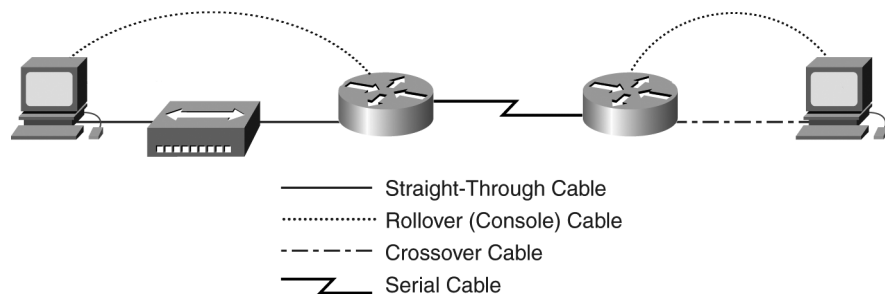 Straight-Through Cable
Rollover (Console) Cable
Crossover Cable
Serial Cable